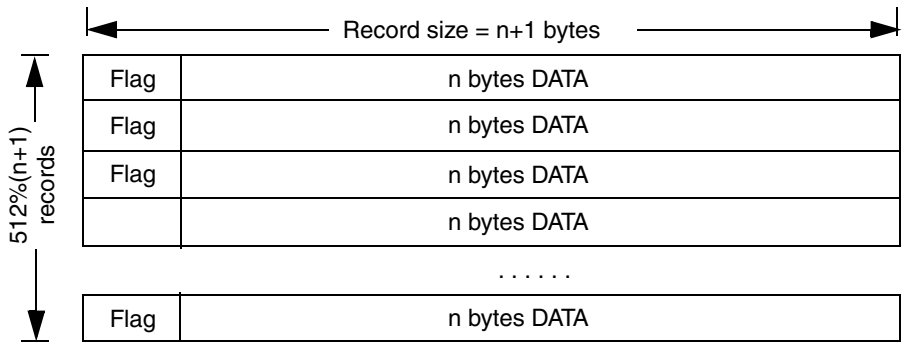 Record size = n+1 bytes
Flag n bytes DATA
Flag n bytes DATA
Flag n bytes DATA
n bytes DATA
. . . . . .
Flag n bytes DATA
512%(n+1)
records